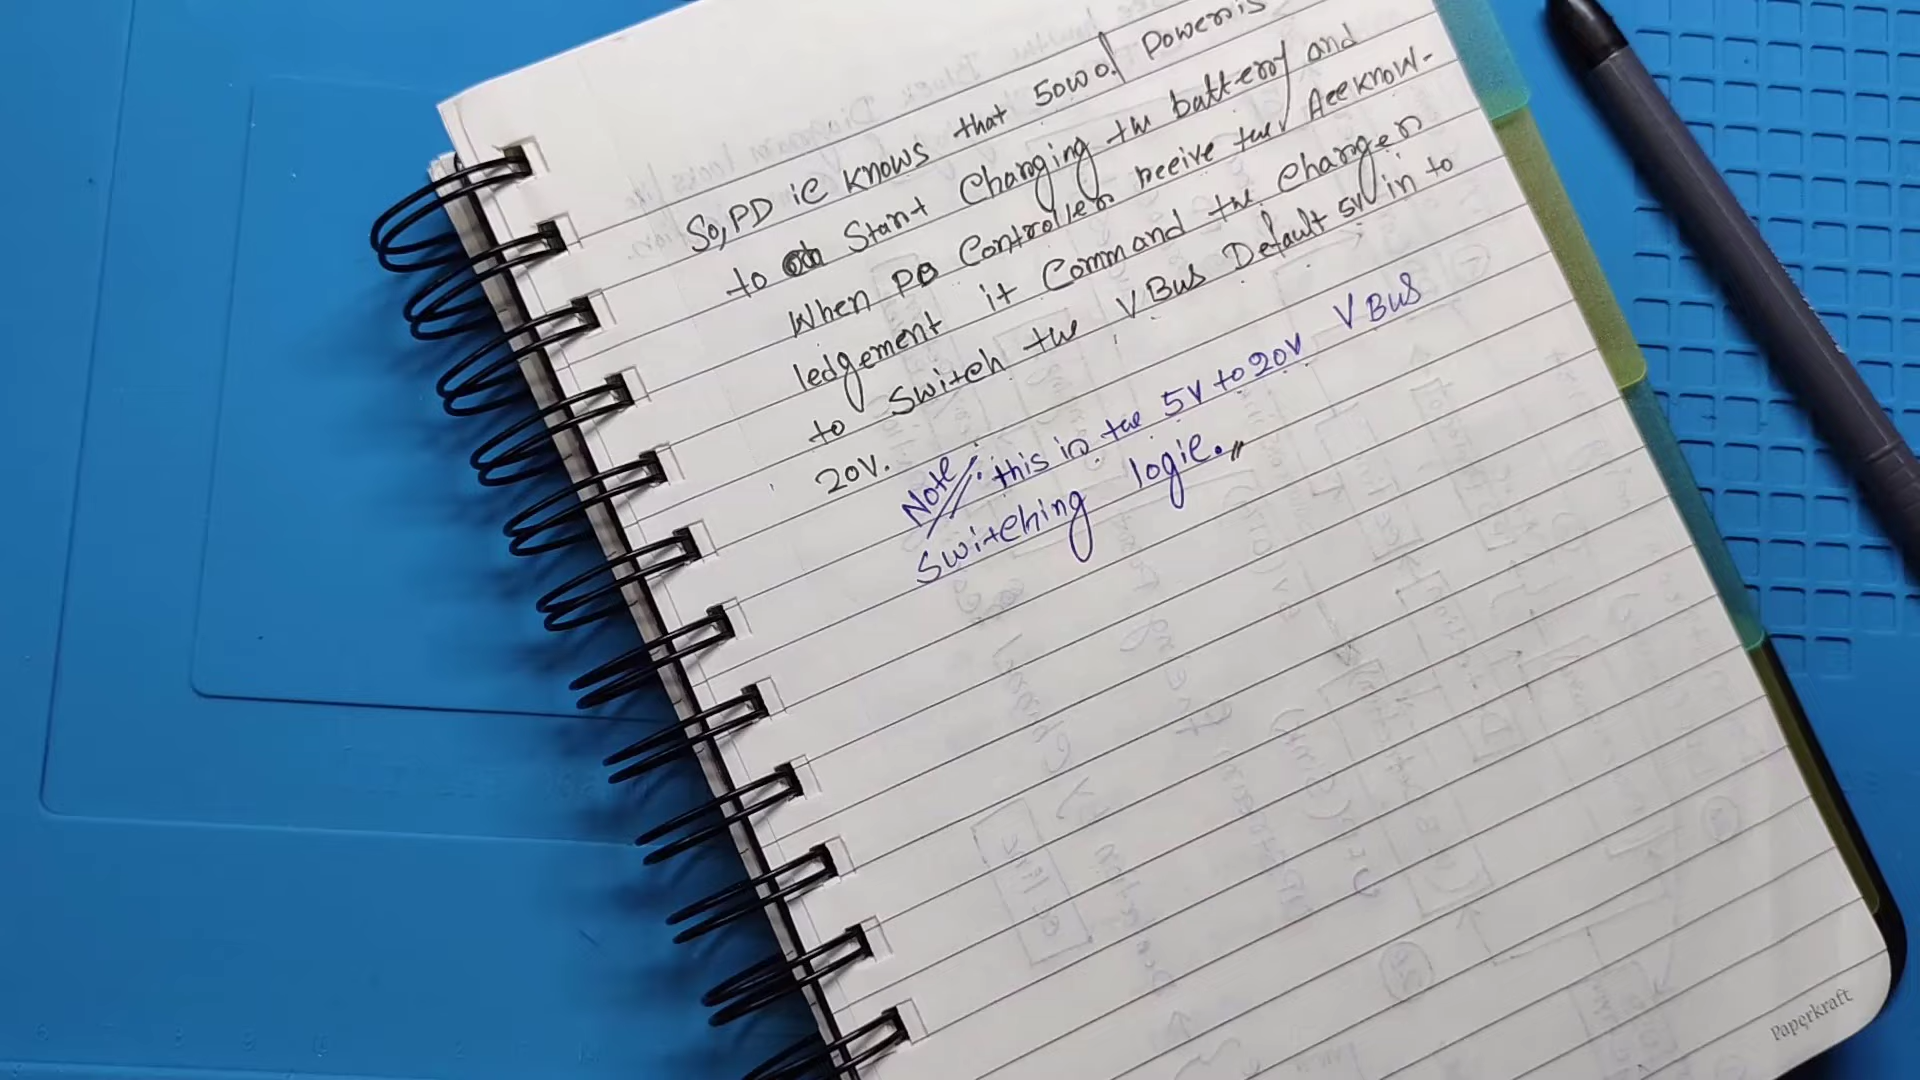 So, PD ic knows that 50W of Power is
to Start Charging the battery and
When PD Controller receive the Acknow-
ledgement it Command the Charger
to Switch the VBus Default 5V in to
20V.
Note: this is the 5V to 20V VBus
Switching logic.
Paperkraft